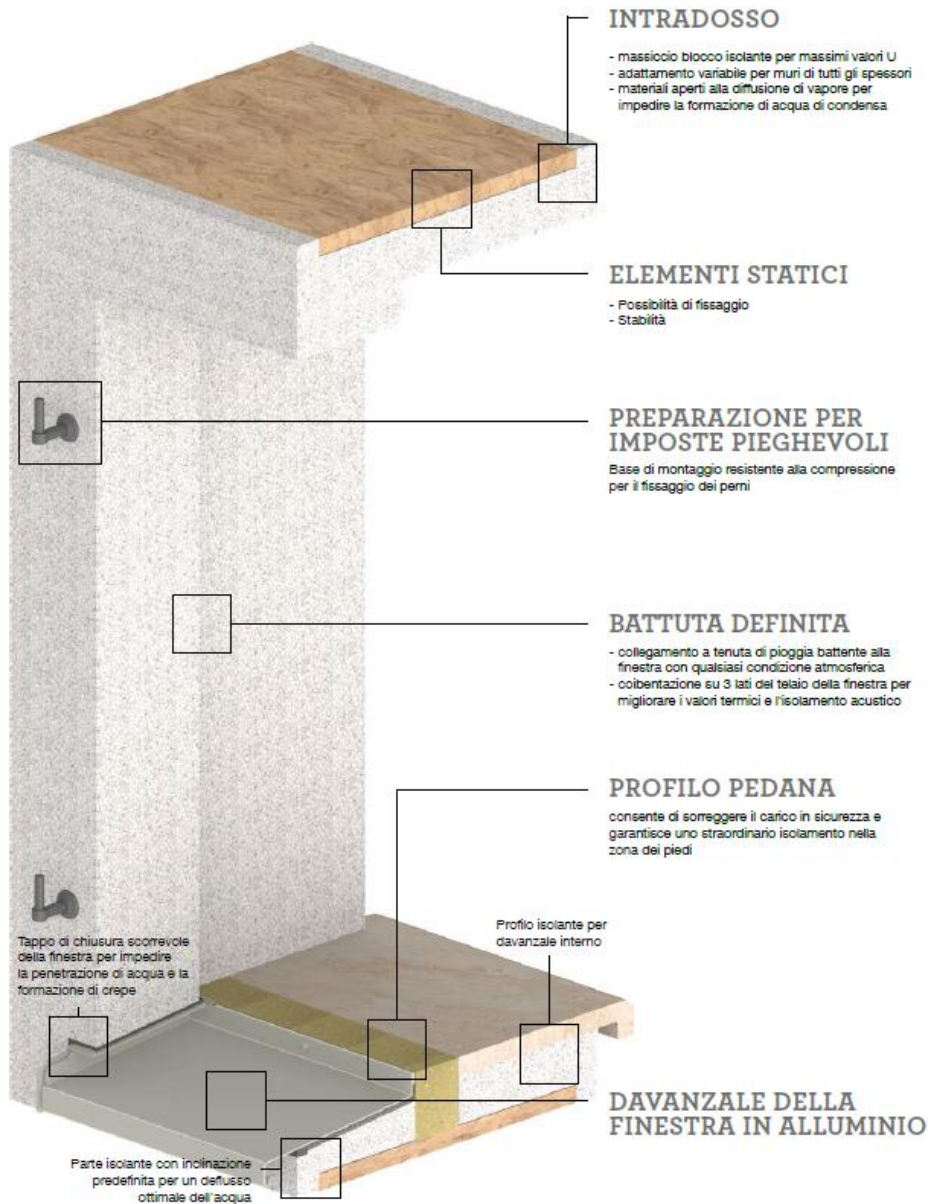 INTRADOSSO
- massiccio blocco isolante per massimi valori U
- adattamento variabile per muri di tutti gli spessori
- materiali aperti alla diffusione di vapore per
impedire la formazione di acqua di condensa
ELEMENTI STATICI
- Possibilità di fissaggio
- Stabilità
PREPARAZIONE PER
IMPOSTE PIEGHEVOLI
Base di montaggio resistente alla compressione
per il fissaggio dei perni
BATTUTA DEFINITA
- collegamento a tenuta di pioggia battente alla
finestra con qualsiasi condizione atmosferica
- coibentazione su 3 lati del telaio della finestra per
migliorare i valori termici e l'isolamento acustico
PROFILO PEDANA
consente di sorreggere il carico in sicurezza e
garantisce uno straordinario isolamento nella
zona dei piedi
Profilo isolante per
davanzale interno
Tappo di chiusura scorrevole
della finestra per impedire
la penetrazione di acqua e la
formazione di crepe
DAVANZALE DELLA
FINESTRA IN ALLUMINIO
Parte isolante con inclinazione
predefinita per un deflusso
ottimale dell'acqua